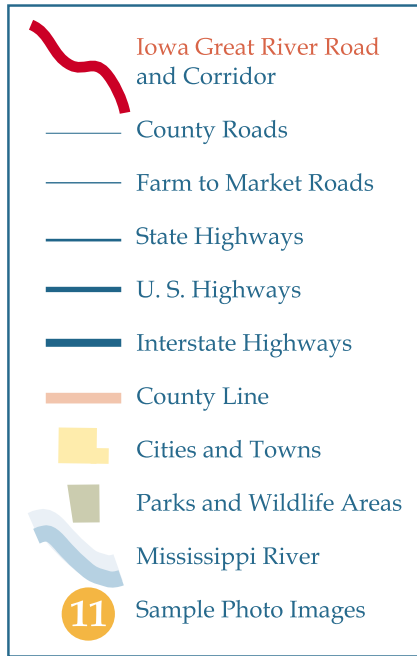 Iowa Great River Road
and Corridor
County Roads
Farm to Market Roads
State Highways
U. S. Highways
Interstate Highways
County Line
Cities and Towns
Parks and Wildlife Areas
Mississippi River
11 Sample Photo Images